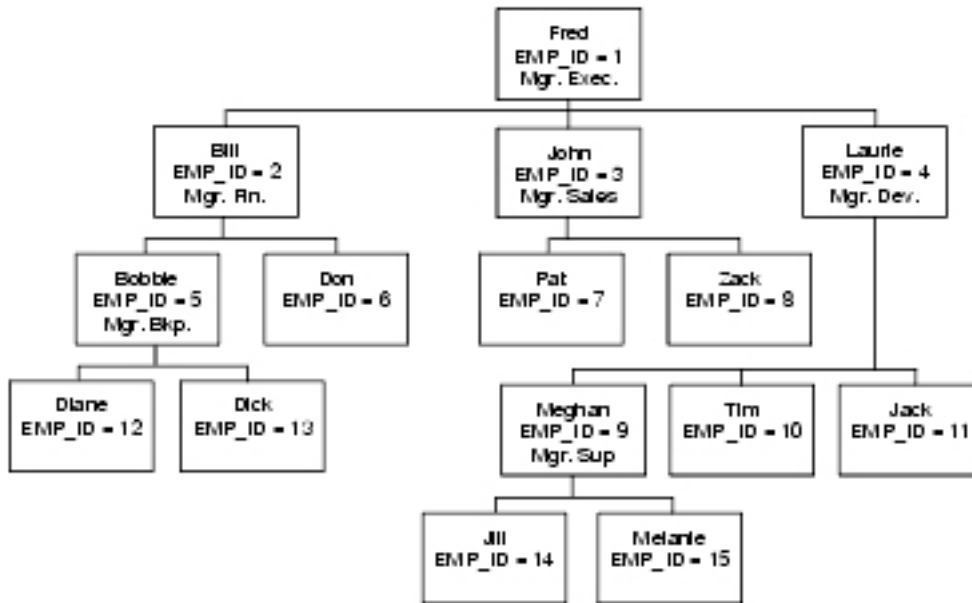 Fred
EMP_ID = 1
Mgr. Exec.
Bill
EMP_ID = 2
Mgr. Fin.
John
EMP_ID = 3
Mgr. Sales
Laurie
EMP_ID = 4
Mgr. Dev.
Bobbie
EMP_ID = 5
Mgr. Bkp.
Don
EMP_ID = 6
Pat
EMP_ID = 7
Zack
EMP_ID = 8
Diane
EMP_ID = 12
Dick
EMP_ID = 13
Meghan
EMP_ID = 9
Mgr. Sup
Tim
EMP_ID = 10
Jack
EMP_ID = 11
Jill
EMP_ID = 14
Melanie
EMP_ID = 15